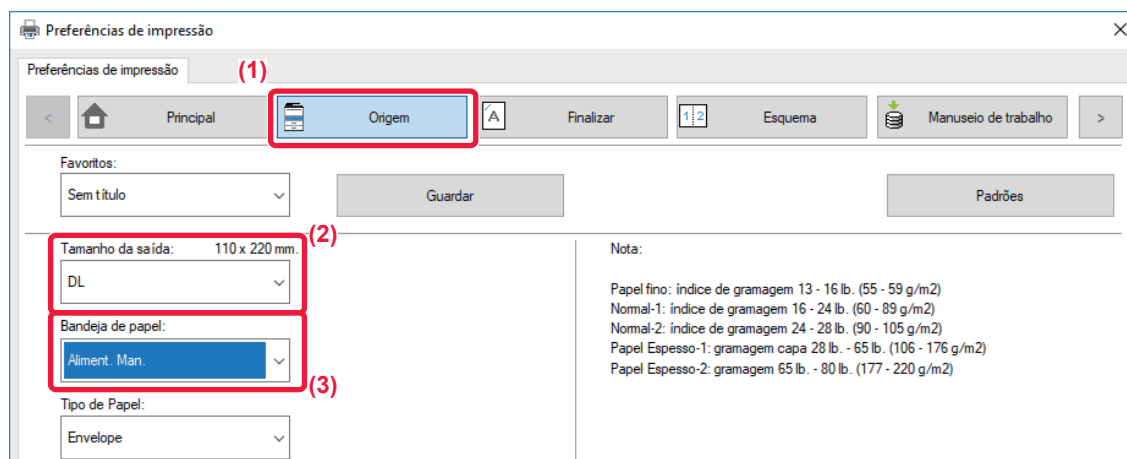 Preferências de impressão
Preferências de impressão
(1)
< Principal Origem A Finalizar 1 2 Esquema Manuseio de trabalho >
Favoritos:
Sem título Guardar Padrões
(2)
Tamanho da saída: 110 x 220 mm.
DL
Bandeja de papel:
Aliment. Man.
(3)
Tipo de Papel:
Envelope
Nota:
Papel fino: índice de gramagem 13 - 16 lb. (55 - 59 g/m2)
Normal-1: índice de gramagem 16 - 24 lb. (60 - 89 g/m2)
Normal-2: índice de gramagem 24 - 28 lb. (90 - 105 g/m2)
Papel Espesso-1: gramagem capa 28 lb. - 65 lb. (106 - 176 g/m2)
Papel Espesso-2: gramagem 65 lb. - 80 lb. (177 - 220 g/m2)